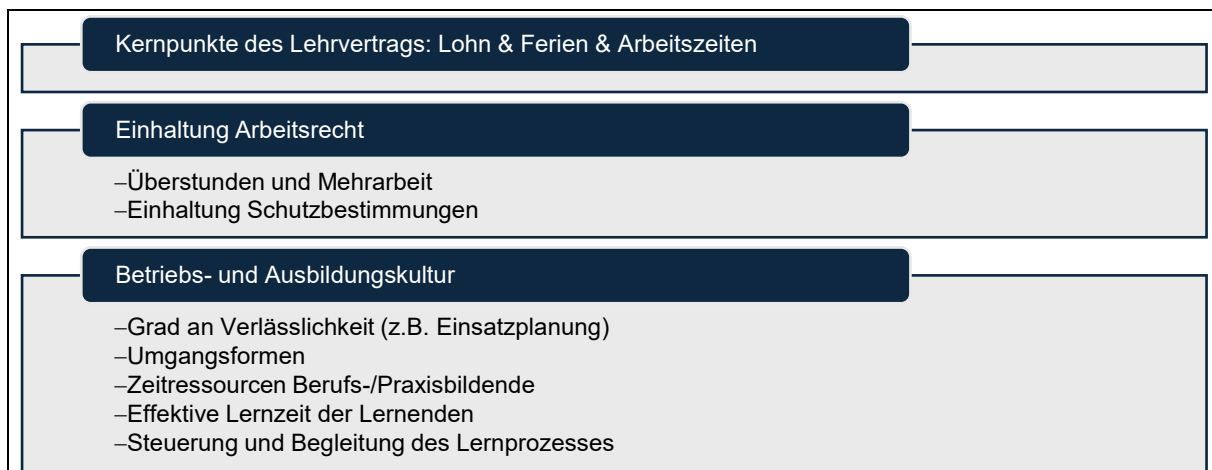 Kernpunkte des Lehrvertrags: Lohn & Ferien & Arbeitszeiten
Einhaltung Arbeitsrecht
–Überstunden und Mehrarbeit
–Einhaltung Schutzbestimmungen
Betriebs- und Ausbildungskultur
–Grad an Verlässlichkeit (z.B. Einsatzplanung)
–Umgangsformen
–Zeitressourcen Berufs-/Praxisbildende
–Effektive Lernzeit der Lernenden
–Steuerung und Begleitung des Lernprozesses